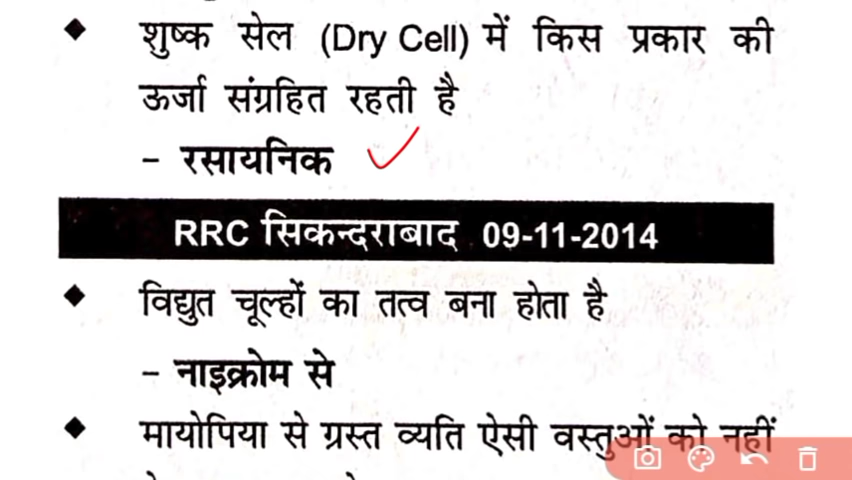 ◆ शुष्क सेल (Dry Cell) में किस प्रकार की
ऊर्जा संग्रहित रहती है
– रसायनिक
RRC सिकन्दराबाद 09-11-2014
◆ विद्युत चूल्हों का तत्व बना होता है
– नाइक्रोम से
◆ मायोपिया से ग्रस्त व्यति ऐसी वस्तुओं को नहीं